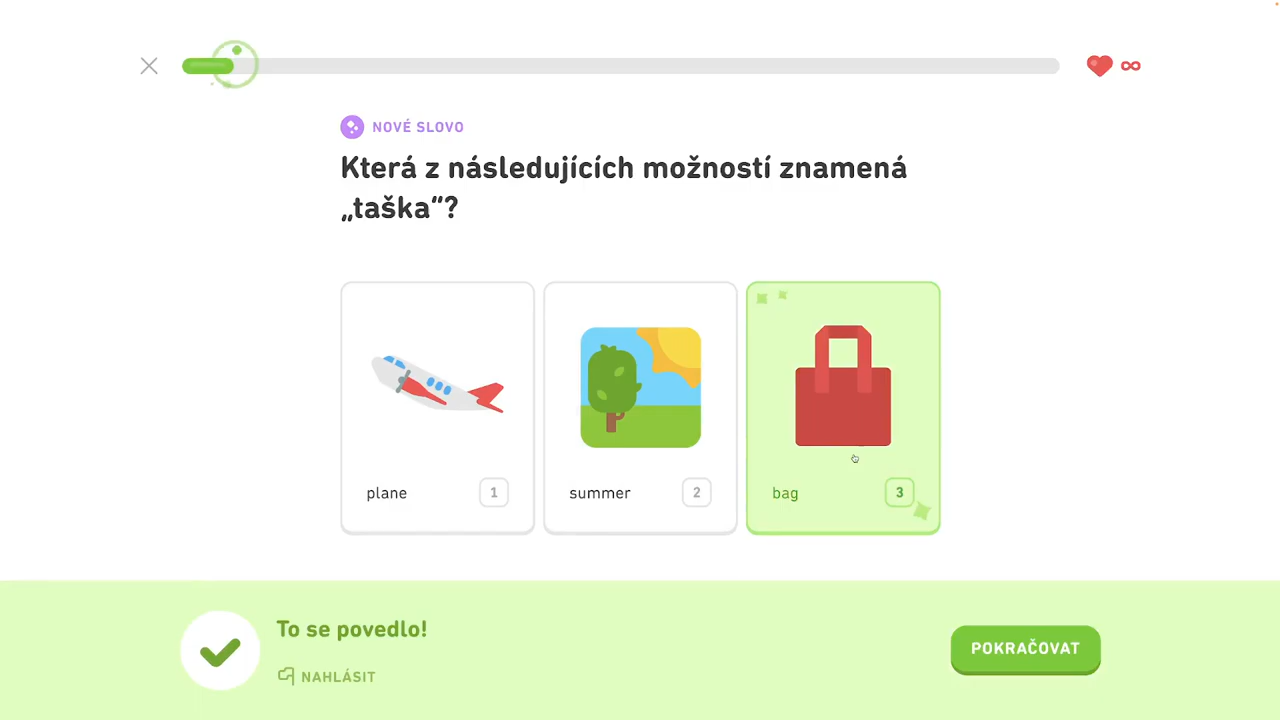 NOVÉ SLOVO
Která z následujících možností znamená
„taška“?
plane
1
summer
2
bag
3
To se povedlo!
NAHLÁSIT
POKRAČOVAT